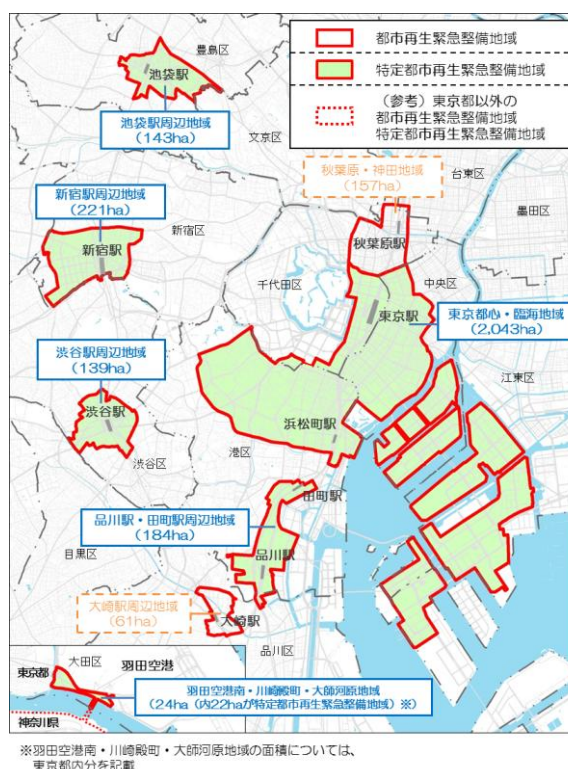 都市再生緊急整備地域
特定都市再生緊急整備地域
（参考）東京都以外の
都市再生緊急整備地域
特定都市再生緊急整備地域
豊島区
池袋駅
池袋駅周辺地域
(143ha)
文京区
秋葉原・神田地域
(157ha)
台東区
墨田区
新宿駅周辺地域
(221ha)
新宿区
新宿駅
秋葉原駅
千代田区
中央区
東京駅
東京都心・臨海地域
(2,043ha)
渋谷駅周辺地域
(139ha)
江東区
渋谷駅
浜松町駅
渋谷区
港区
田町駅
品川駅・田町駅周辺地域
(184ha)
品川駅
目黒区
大崎駅周辺地域
(61ha)
大崎駅
品川区
大田区
羽田空港
東京都
羽田空港南・川崎殿町・大師河原地域
(24ha（内22haが特定都市再生緊急整備地域）※)
神奈川県
※羽田空港南・川崎殿町・大師河原地域の面積については、
東京都内分を記載